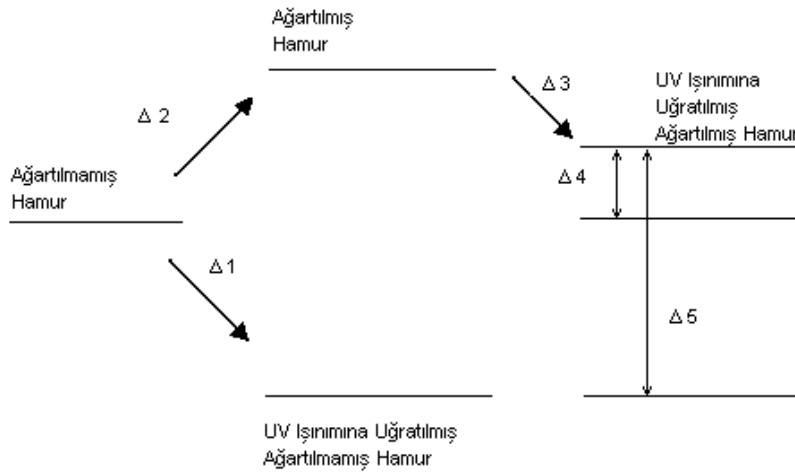 Ağartılmış
Hamur
Δ 2
Δ 3
UV Işınımına
Uğratılmış
Ağartılmış Hamur
Ağartılmamış
Hamur
Δ 4
Δ 1
Δ 5
UV Işınımına Uğratılmış
Ağartılmamış Hamur